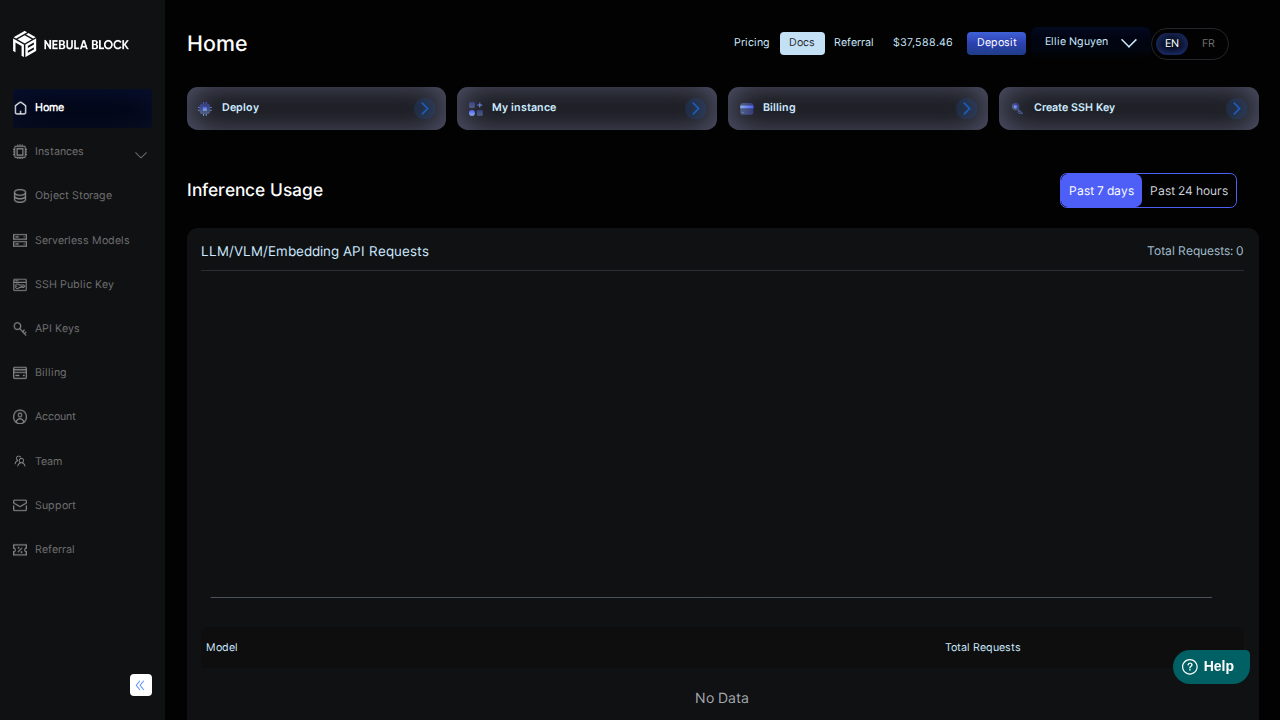 NEBULA BLOCK
Home
Instances
Object Storage
Serverless Models
SSH Public Key
API Keys
Billing
Account
Team
Support
Referral
Home
Pricing
Docs
Referral
$37,588.46
Deposit
Ellie Nguyen
EN
FR
Deploy
My instance
Billing
Create SSH Key
Inference Usage
Past 7 days
Past 24 hours
LLM/VLM/Embedding API Requests
Total Requests: 0
Model
Total Requests
No Data
Help